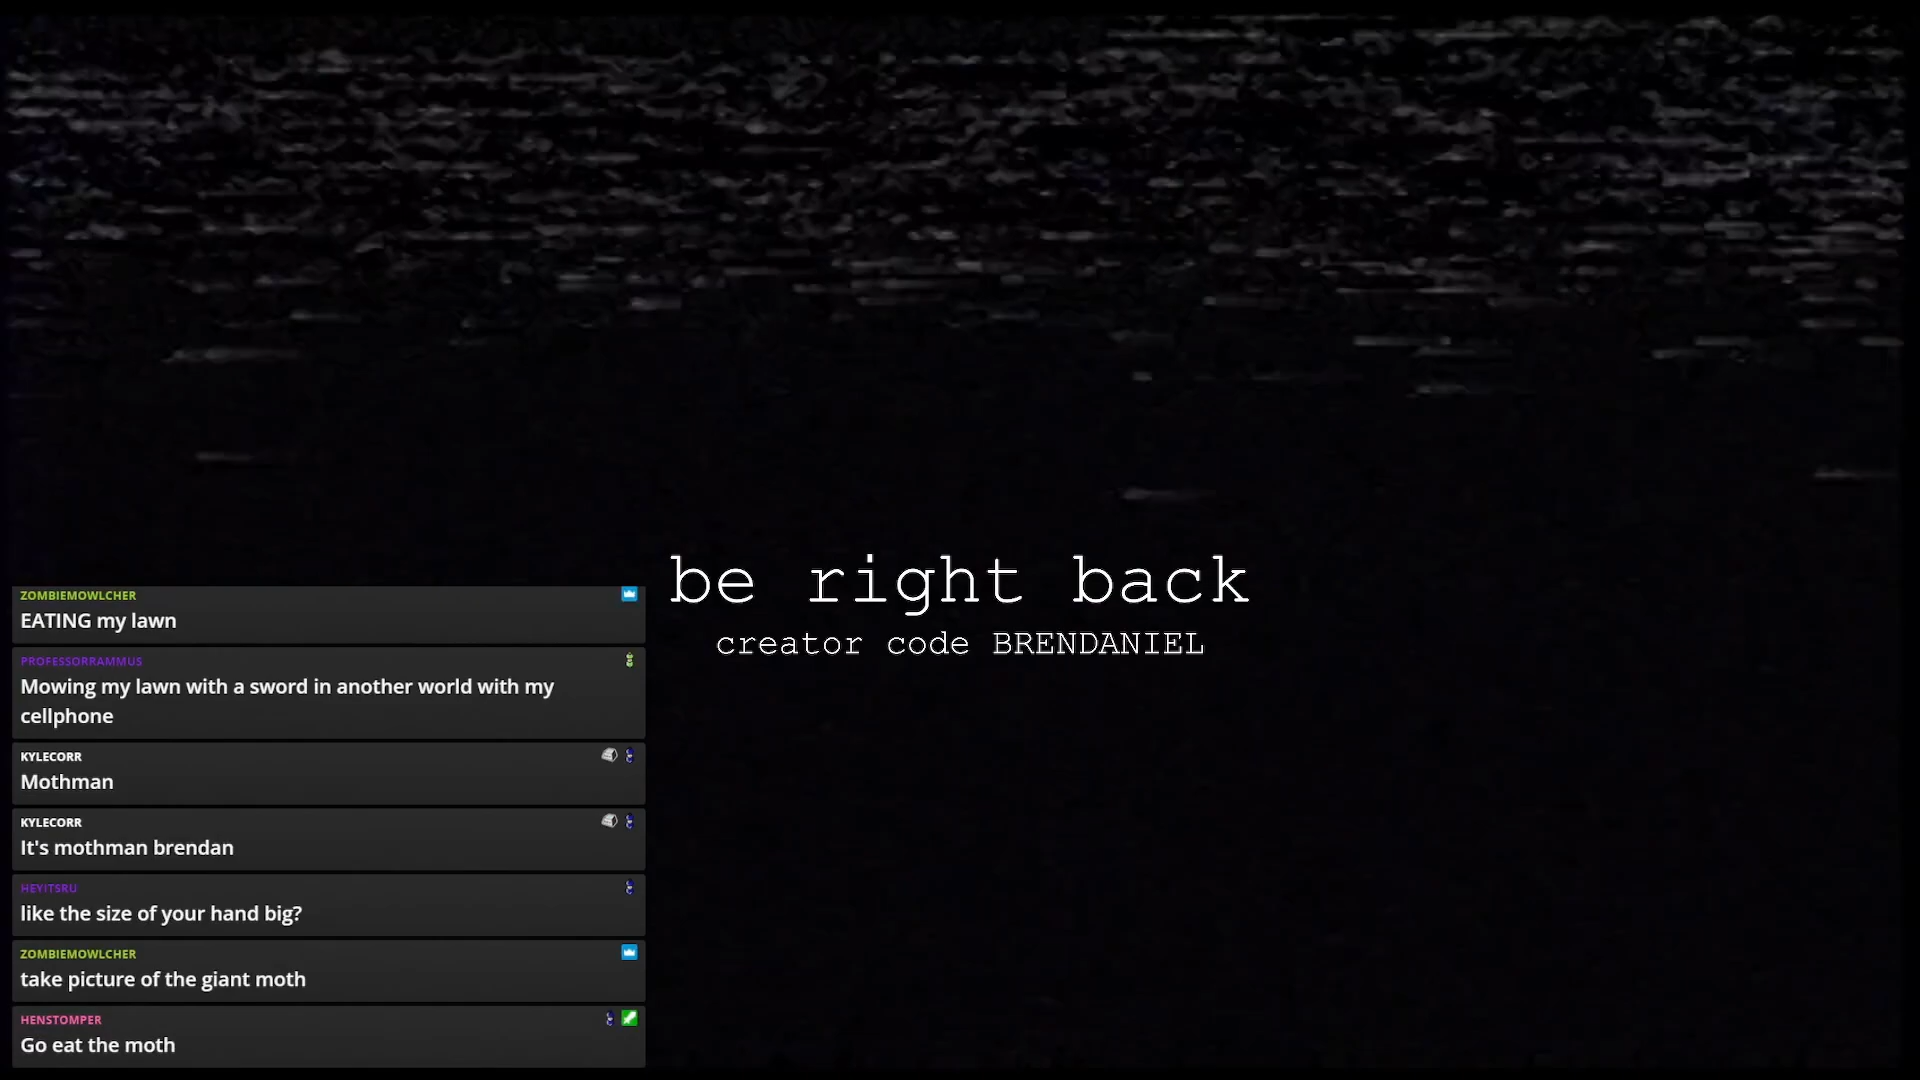 be right back
creator code BRENDANIEL
ZOMBIEMOWLCHER
EATING my lawn
PROFESSORRAMMUS
Mowing my lawn with a sword in another world with my
cellphone
KYLECORR
Mothman
KYLECORR
It's mothman brendan
HEYITSRU
like the size of your hand big?
ZOMBIEMOWLCHER
take picture of the giant moth
HENSTOMPER
Go eat the moth